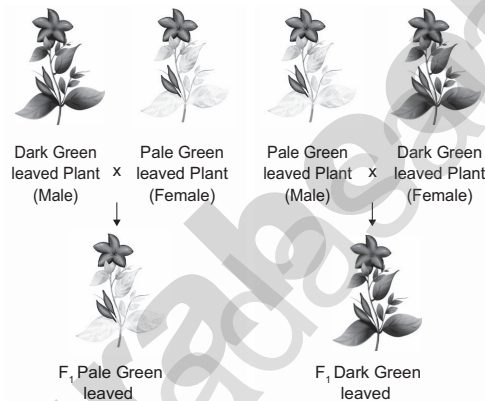 Dark Green
leaved Plant
(Male)
x
Pale Green
leaved Plant
(Female)
Pale Green
leaved Plant
(Male)
x
Dark Green
leaved Plant
(Female)
F₁ Pale Green
leaved
F₁ Dark Green
leaved